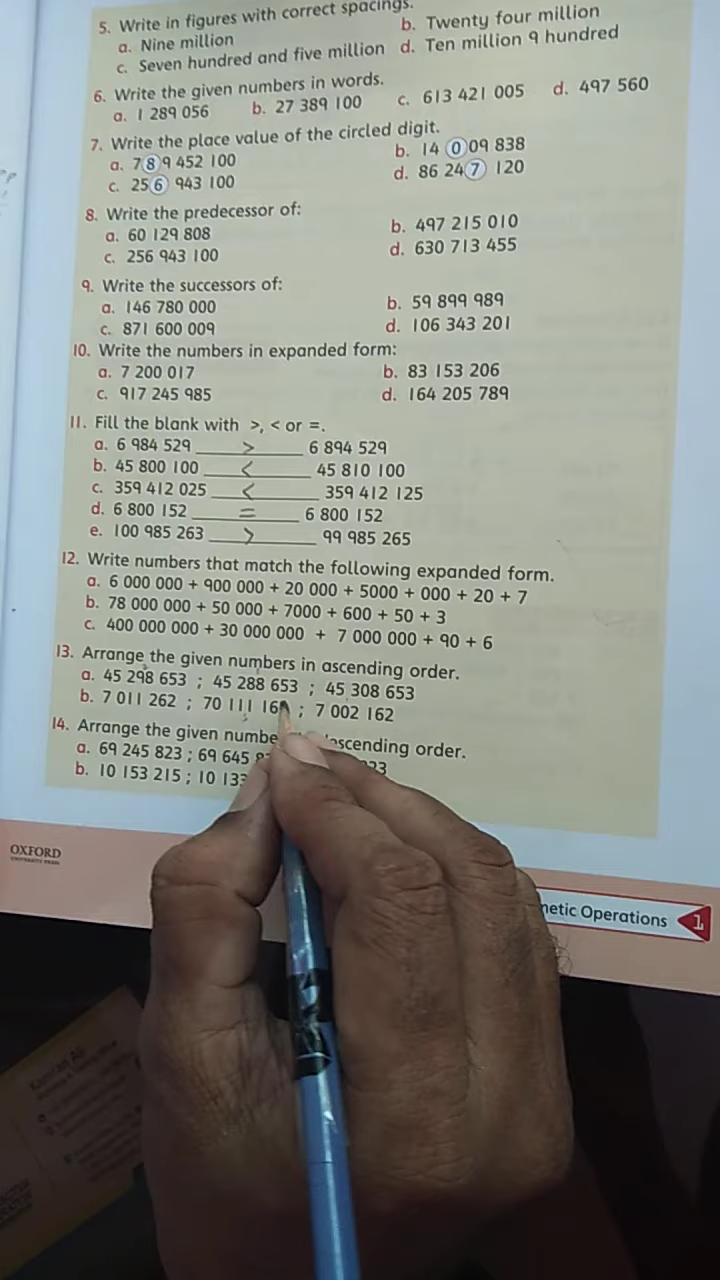 5. Write in figures with correct spacings.
a. Nine million b. Twenty four million
c. Seven hundred and five million d. Ten million 9 hundred
6. Write the given numbers in words.
a. 1 289 056 b. 27 389 100 c. 613 421 005 d. 497 560
7. Write the place value of the circled digit.
a. 789 452 100 b. 14 009 838
c. 256 943 100 d. 86 247 120
8. Write the predecessor of:
a. 60 129 808 b. 497 215 010
c. 256 943 100 d. 630 713 455
9. Write the successors of:
a. 146 780 000 b. 59 899 989
c. 871 600 009 d. 106 343 201
10. Write the numbers in expanded form:
a. 7 200 017 b. 83 153 206
c. 917 245 985 d. 164 205 789
11. Fill the blank with >, < or =.
a. 6 984 529 > 6 894 529
b. 45 800 100 < 45 810 100
c. 359 412 025 < 359 412 125
d. 6 800 152 = 6 800 152
e. 100 985 263 > 99 985 265
12. Write numbers that match the following expanded form.
a. 6 000 000 + 900 000 + 20 000 + 5000 + 000 + 20 + 7
b. 78 000 000 + 50 000 + 7000 + 600 + 50 + 3
c. 400 000 000 + 30 000 000 + 7 000 000 + 90 + 6
13. Arrange the given numbers in ascending order.
a. 45 298 653 ; 45 288 653 ; 45 308 653
b. 7 011 262 ; 70 111 16 ; 7 002 162
14. Arrange the given scending order.
a. 69 245 823 ; 69 645
b. 10 153 215 ; 10 133
OXFORD
UNIVERSITY PRESS
Operations 1